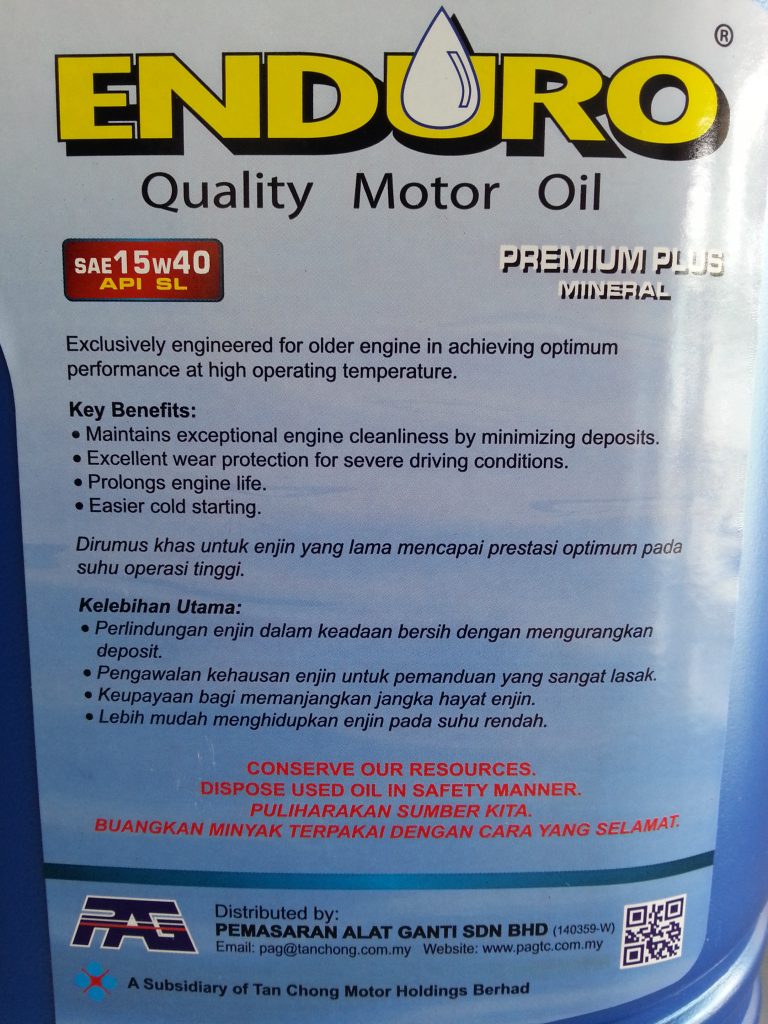 ENDURO ®
Quality Motor Oil
SAE 15W40
API SL
PREMIUM PLUS
MINERAL
Exclusively engineered for older engine in achieving optimum
performance at high operating temperature.
Key Benefits:
• Maintains exceptional engine cleanliness by minimizing deposits.
• Excellent wear protection for severe driving conditions.
• Prolongs engine life.
• Easier cold starting.
Dirumus khas untuk enjin yang lama mencapai prestasi optimum pada
suhu operasi tinggi.
Kelebihan Utama:
• Perlindungan enjin dalam keadaan bersih dengan mengurangkan
deposit.
• Pengawalan kehausan enjin untuk pemanduan yang sangat lasak.
• Keupayaan bagi memanjangkan jangka hayat enjin.
• Lebih mudah menghidupkan enjin pada suhu rendah.
CONSERVE OUR RESOURCES.
DISPOSE USED OIL IN SAFETY MANNER.
PULIHARAKAN SUMBER KITA.
BUANGKAN MINYAK TERPAKAI DENGAN CARA YANG SELAMAT.
PAG
Distributed by:
PEMASARAN ALAT GANTI SDN BHD (140359-W)
Email: pag@tanchong.com.my Website: www.pagtc.com.my
A Subsidiary of Tan Chong Motor Holdings Berhad